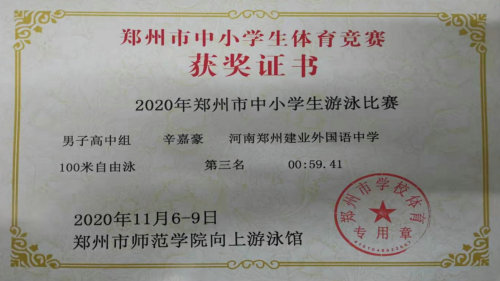 郑州市中小学生体育竞赛
获奖证书
2020年郑州市中小学生游泳比赛
男子高中组 辛嘉豪 河南郑州建业外国语中学
100米自由泳 第三名 00:59.41
2020年11月6-9日
郑州市师范学院向上游泳馆
郑州市学校体育
专用章